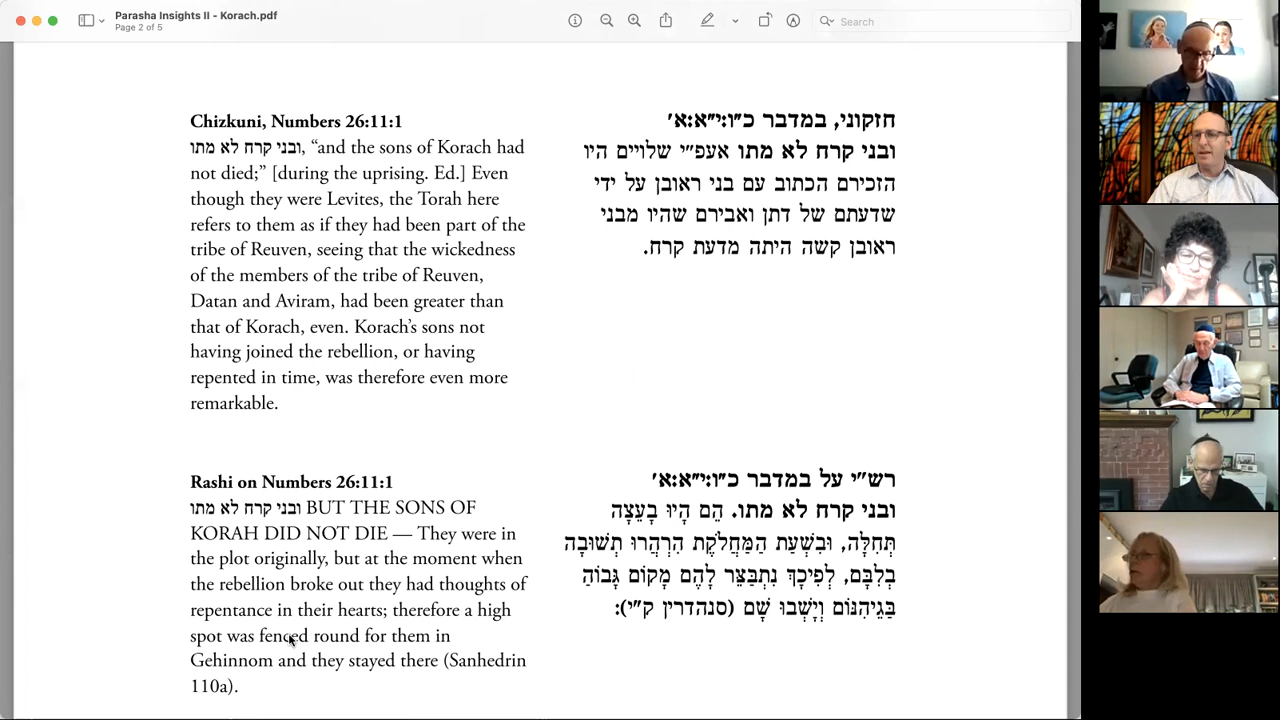 Parasha Insights II - Korach.pdf
Page 2 of 5
Search
Chizkuni, Numbers 26:11:1
ובני קרח לא מתו, “and the sons of Korach had
not died;” [during the uprising. Ed.] Even
though they were Levites, the Torah here
refers to them as if they had been part of the
tribe of Reuven, seeing that the wickedness
of the members of the tribe of Reuven,
Datan and Aviram, had been greater than
that of Korach, even. Korach’s sons not
having joined the rebellion, or having
repented in time, was therefore even more
remarkable.
חזקוני, במדבר כ״ו:י״א:א׳
ובני קרח לא מתו אעפ״י שלויים היו
הזכירם הכתוב עם בני ראובן על ידי
שדעתם של דתן ואבירם שהיו מבני
ראובן קשה היתה מדעת קרח.
Rashi on Numbers 26:11:1
ובני קרח לא מתו BUT THE SONS OF
KORAH DID NOT DIE — They were in
the plot originally, but at the moment when
the rebellion broke out they had thoughts of
repentance in their hearts; therefore a high
spot was fenced round for them in
Gehinnom and they stayed there (Sanhedrin
110a).
רש״י על במדבר כ״ו:י״א:א׳
ובני קרח לא מתו. הֵם הָיוּ בָעֵצָה
תְּחִלָּה, וּבִשְׁעַת הַמַּחֲלֹקֶת הִרְהֲרוּ תְשׁוּבָה
בְלִבָּם, לְפִיכָךְ נִתְבַּצֵּר לָהֶם מָקוֹם גָּבוֹהַּ
בַּגֵּיהִנּוֹם וְיָשְׁבוּ שָׁם (סנהדרין ק״י):